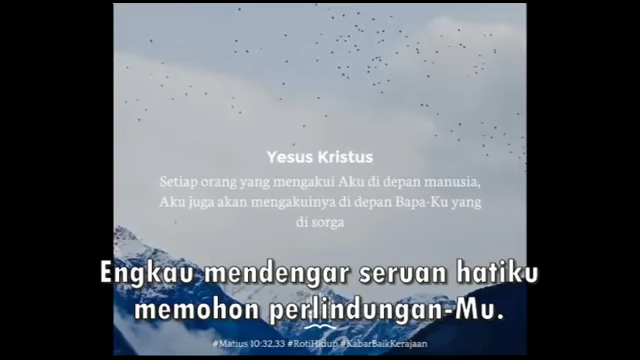 Yesus Kristus
Setiap orang yang mengakui Aku di depan manusia,
Aku juga akan mengakuinya di depan Bapa-Ku yang
di sorga
Engkau mendengar seruan hatiku
memohon perlindungan-Mu.
#Matius 10:32,33 #RotiHidup #KabarBaikKerajaan